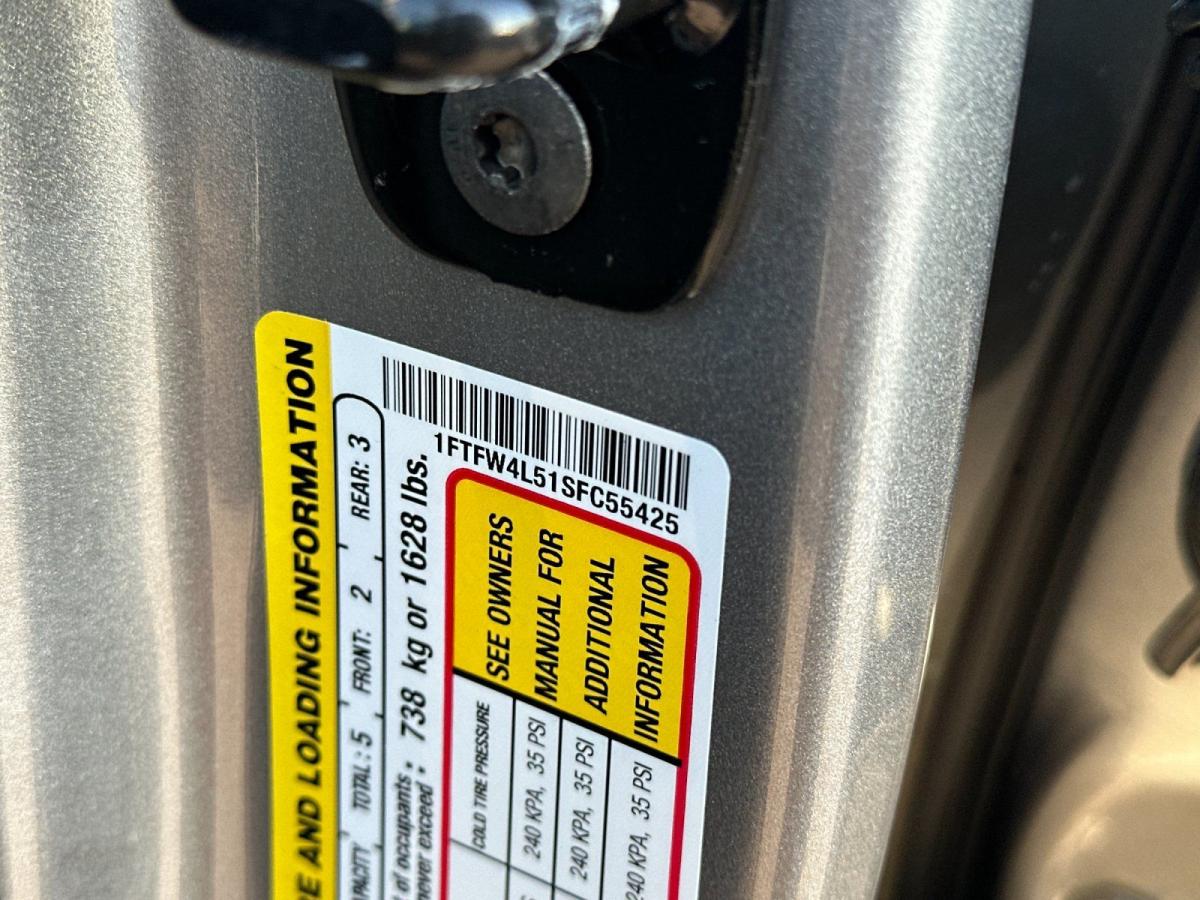 RE AND LOADING INFORMATION
PACITY TOTAL: 5 FRONT: 2 REAR: 3
t of occupants
never exceed 738 kg or 1628 lbs.
1FTFW4L51SFC55425
SEE OWNERS
MANUAL FOR
ADDITIONAL
INFORMATION
COLD TIRE PRESSURE
240 KPA, 35 PSI
240 KPA, 35 PSI
240 KPA, 35 PSI